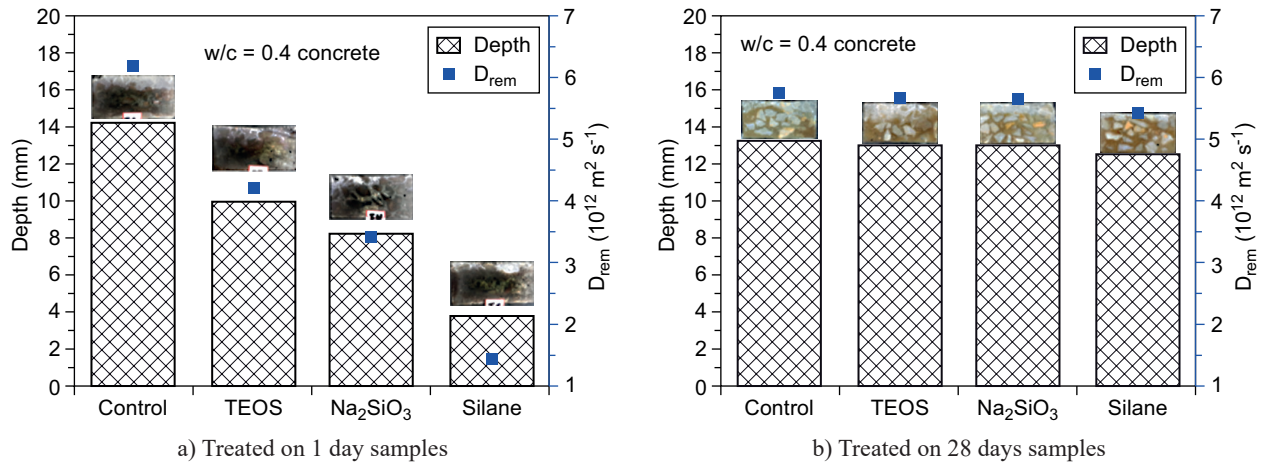 20
18
16
14
12
10
8
6
4
2
0
Depth (mm)
w/c = 0.4 concrete
Depth
D_rem
7
6
5
4
3
2
1
D_rem (10^12 m^2 s^-1)
Control
TEOS
Na₂SiO₃
Silane
a) Treated on 1 day samples
20
18
16
14
12
10
8
6
4
2
0
Depth (mm)
w/c = 0.4 concrete
Depth
D_rem
7
6
5
4
3
2
1
D_rem (10^12 m^2 s^-1)
Control
TEOS
Na₂SiO₃
Silane
b) Treated on 28 days samples